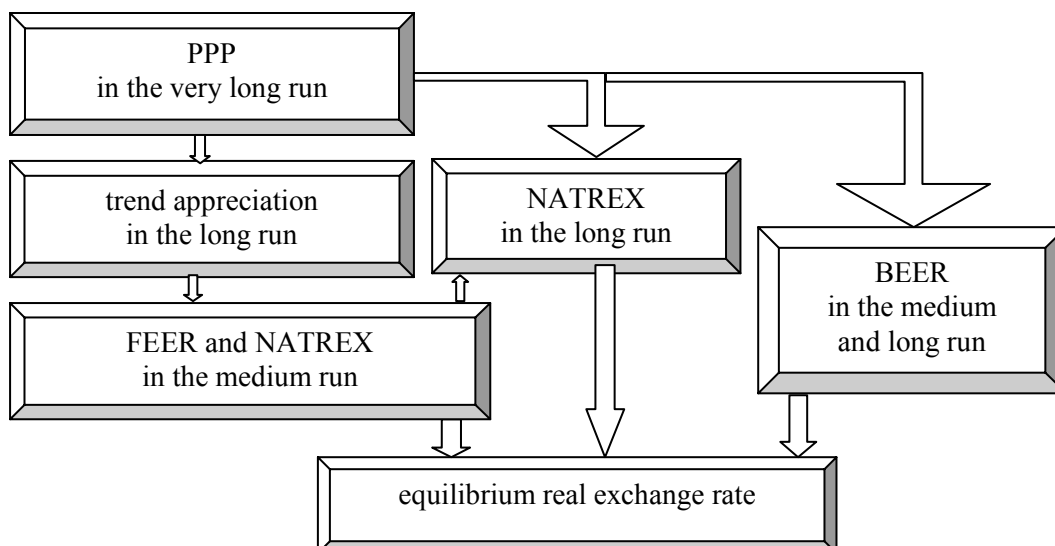 PPP
in the very long run
trend appreciation
in the long run
NATREX
in the long run
BEER
in the medium
and long run
FEER and NATREX
in the medium run
equilibrium real exchange rate